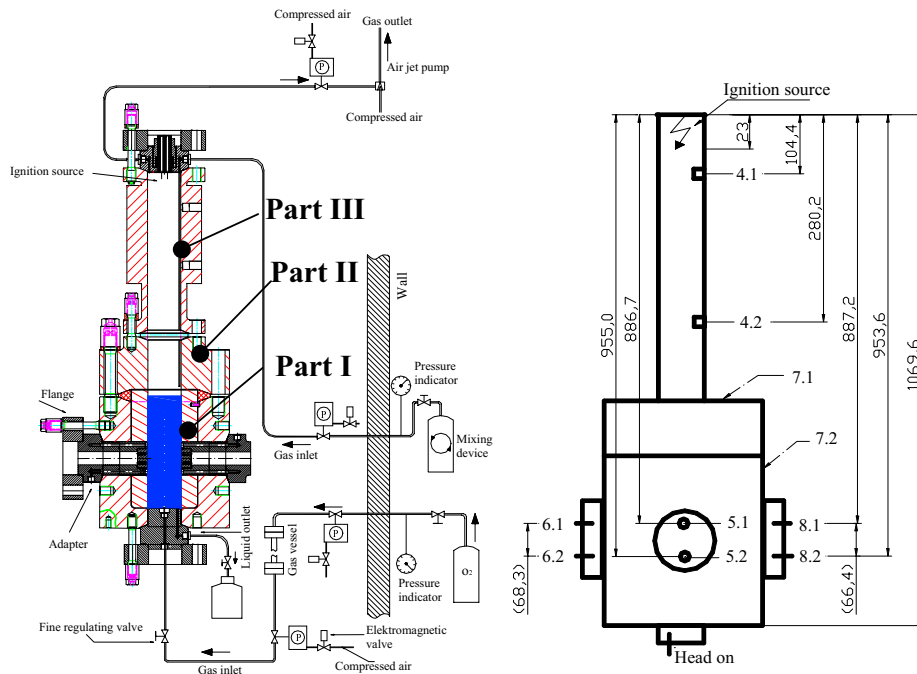 Compressed air
Gas outlet
P
Air jet pump
Compressed air
Ignition source
Part III
Part II
Part I
Wall
Pressure
indicator
Flange
P
Gas inlet
Mixing
device
Adapter
Liquid outlet
Gas vessel
P
Pressure
indicator
O₂
Fine regulating valve
P
Elektromagnetic
valve
Gas inlet
Compressed air
Ignition source
23
104,4
4.1
280,2
4.2
955,0
886,7
887,2
953,6
1069,6
7.1
7.2
6.1
5.1
8.1
6.2
5.2
8.2
(68,3)
(66,4)
Head on